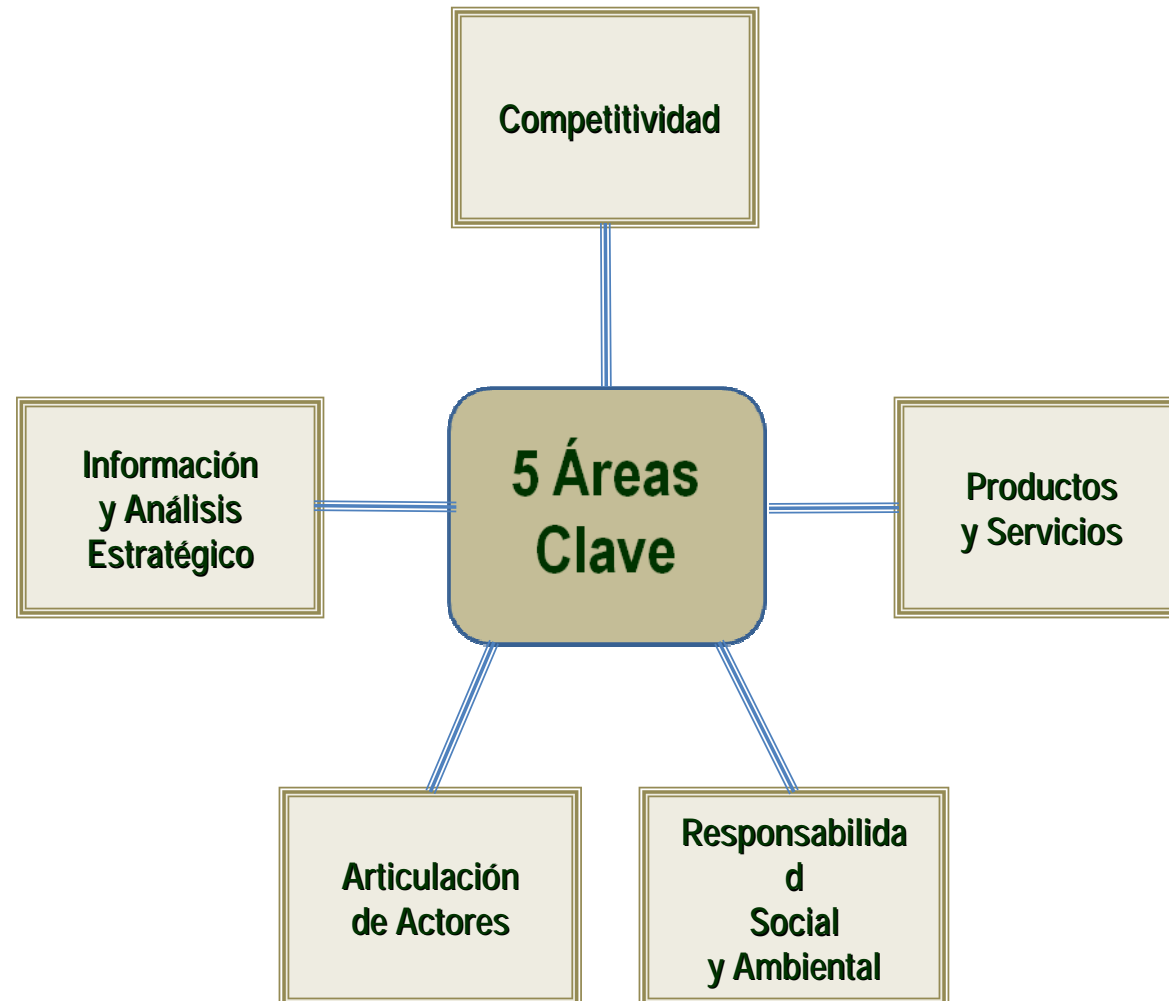 Competitividad
Información
y Análisis
Estratégico
5 Áreas
Clave
Productos
y Servicios
Articulación
de Actores
Responsabilida
d
Social
y Ambiental